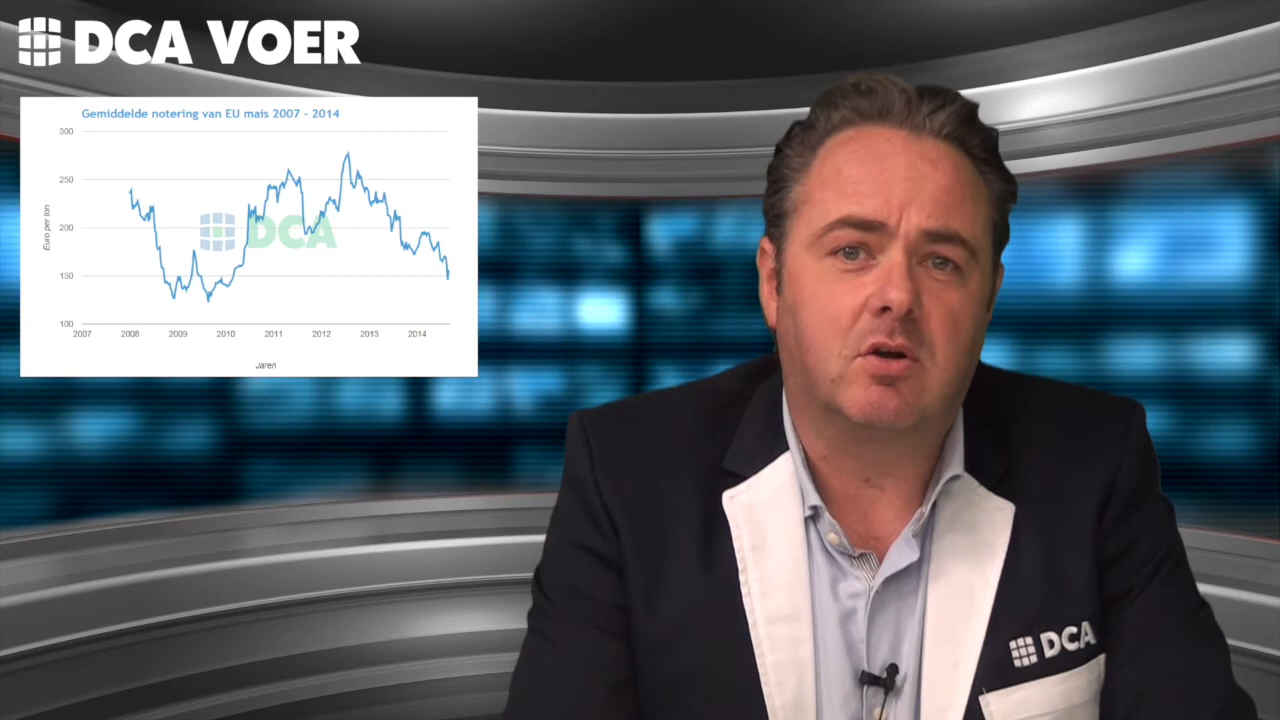 DCA VOER
Gemiddelde notering van EU mais 2007 - 2014
300
250
200
150
100
Euro per ton
DCA
2007 2008 2009 2010 2011 2012 2013 2014
Jaren
DCA